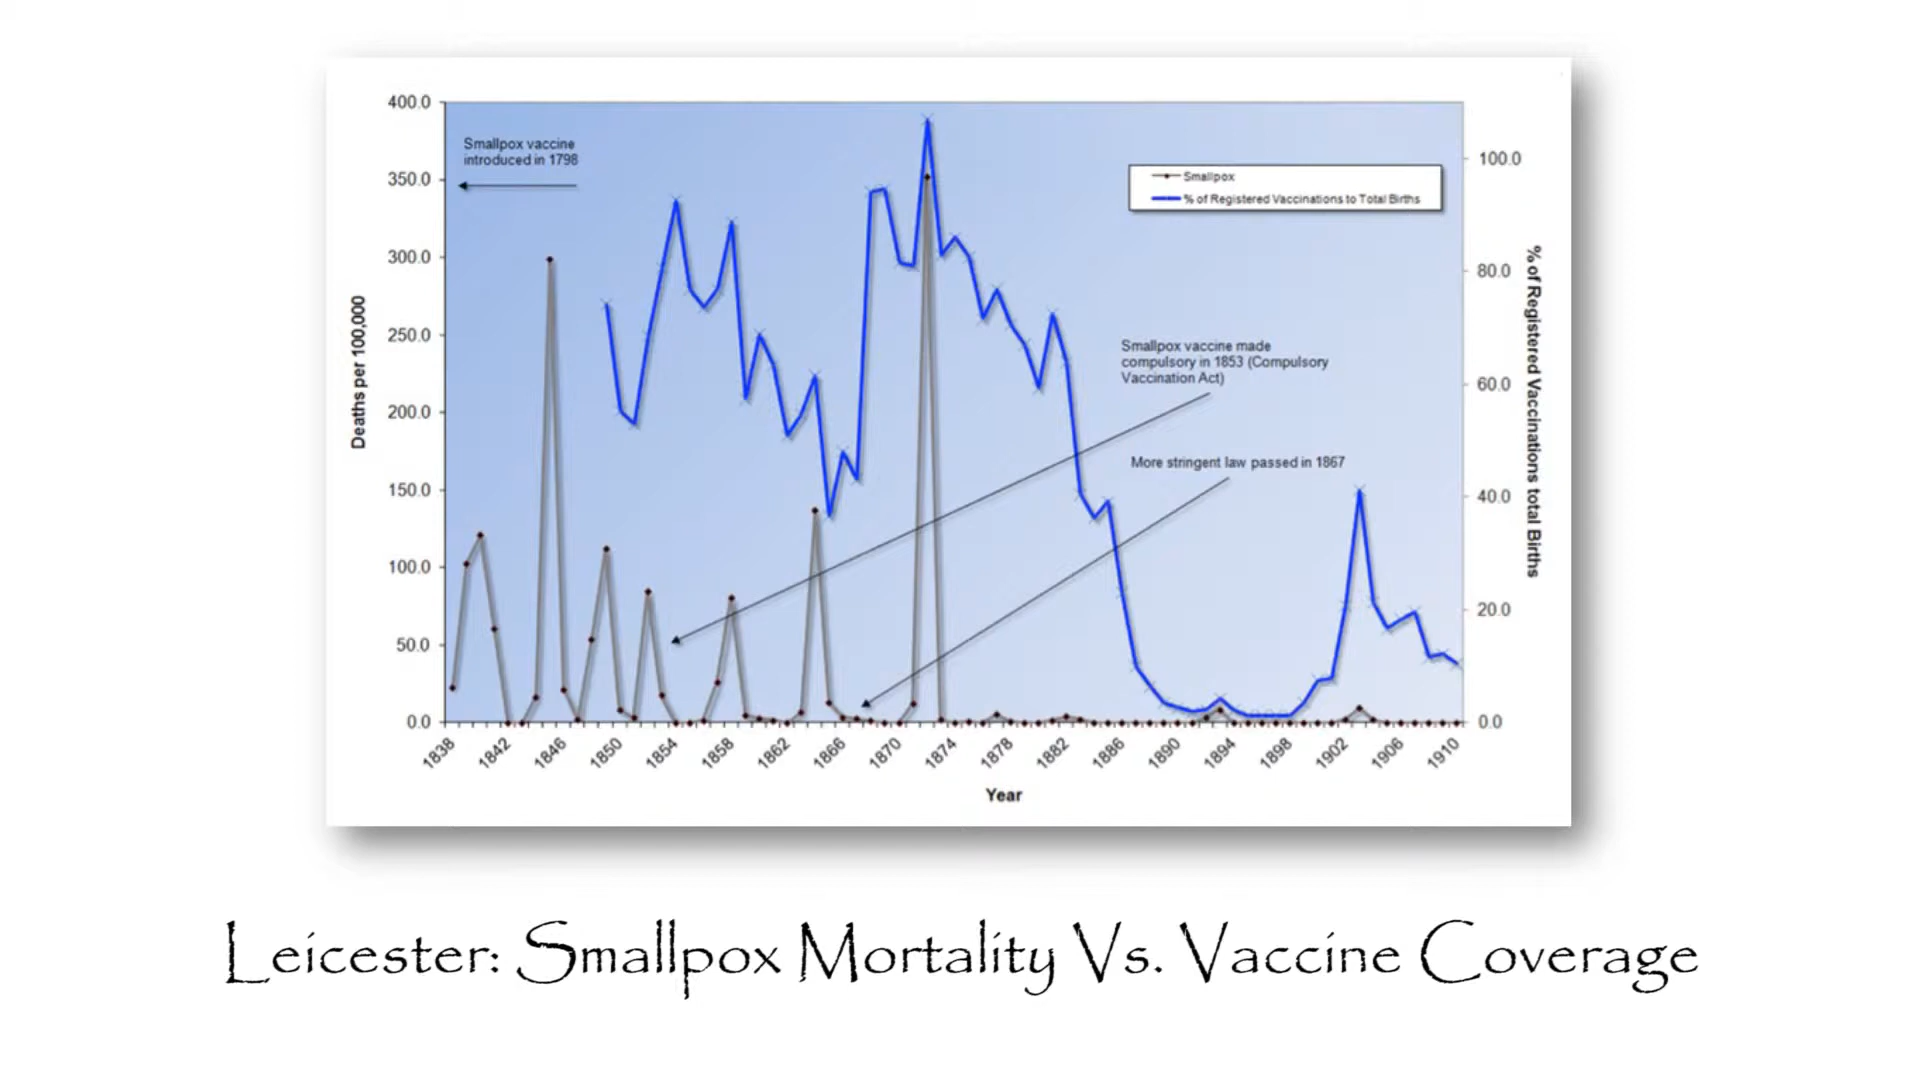 400.0
350.0
300.0
250.0
200.0
150.0
100.0
50.0
0.0
Deaths per 100,000
Smallpox vaccine
introduced in 1798
Smallpox
% of Registered Vaccinations to Total Births
Smallpox vaccine made
compulsory in 1853 (Compulsory
Vaccination Act)
More stringent law passed in 1867
100.0
80.0
60.0
40.0
20.0
0.0
% of Registered Vaccinations total Births
1838 1842 1846 1850 1854 1858 1862 1866 1870 1874 1878 1882 1886 1890 1894 1898 1902 1906 1910
Year
Leicester: Smallpox Mortality Vs. Vaccine Coverage